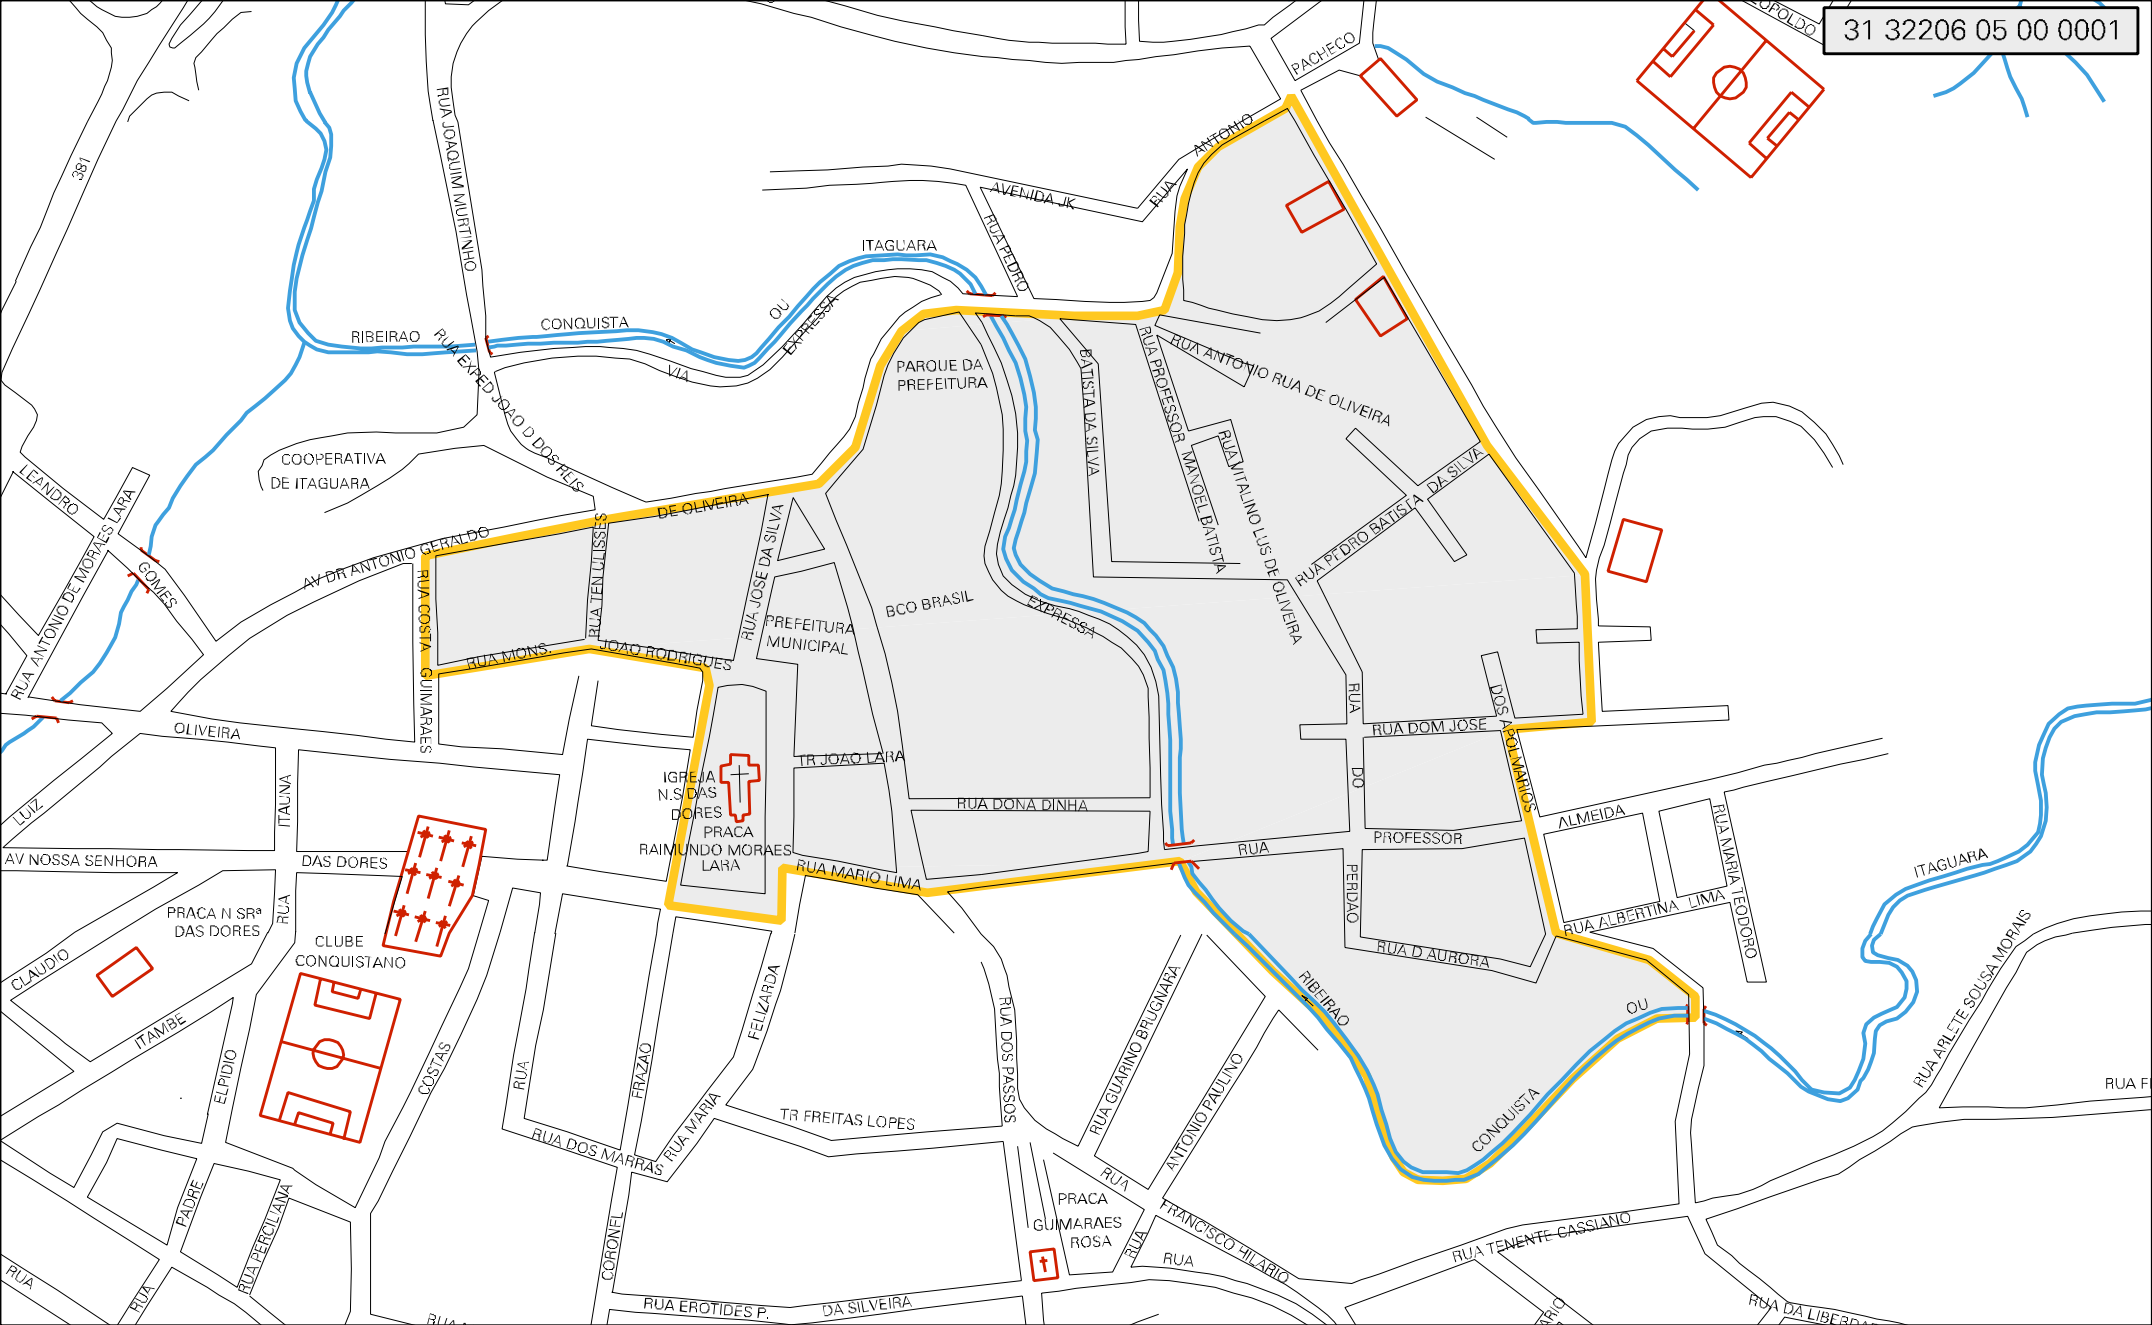 31 32206 05 00 0001
OPOLDO
PACHECO
ANTONIO
RUA
381
RUA JOAQUIM MURTINHO
AVENIDA JK
RUA PEDRO
ITAGUARA
OU
EXPRESSA
CONQUISTA
RIBEIRAO
VIA
RUA EXPED JOAO D DOS REIS
PARQUE DA
PREFEITURA
BATISTA DA SILVA
RUA PROFESSOR MANOEL BATISTA
RUA ANTONIO RUA DE OLIVEIRA
RUA VITALINO LUS DE OLIVEIRA
RUA PEDRO BATISTA DA SILVA
COOPERATIVA
DE ITAGUARA
LEANDRO
GOMES
RUA ANTONIO DE MORAES LARA
AV DR ANTONIO GERALDO
DE OLIVEIRA
RUA COSTA
GUIMARAES
RUA TEN ULISSES
RUA JOSE DA SILVA
RUA MONS.
JOAO RODRIGUES
PREFEITURA
MUNICIPAL
BCO BRASIL
EXPRESSA
RUA
DO
PERDAO
RUA DOM JOSE
DOS APOLMARIOS
OLIVEIRA
LUIZ
ITAUNA
RUA
IGREJA
N.S DAS
DORES
PRACA
RAIMUNDO MORAES
LARA
TR JOAO LARA
RUA DONA DINHA
RUA MARIO LIMA
RUA
PROFESSOR
ALMEIDA
RUA MARIA TEODORO
RUA ALBERTINA LIMA
RUA D AURORA
ITAGUARA
AV NOSSA SENHORA
DAS DORES
PRACA N SRª
DAS DORES
CLUBE
CONQUISTANO
CLAUDIO
ITAMBE
ELPIDIO
COSTAS
RUA
FRAZAO
FELIZARDA
RUA MARIA
RUA DOS PASSOS
RUA GUARINO BRUGNARA
ANTONIO PAULINO
RIBEIRAO
OU
CONQUISTA
RUA ARLETE SOUSA MORAIS
RUA FI
TR FREITAS LOPES
RUA DOS MARRAS
PADRE
RUA PERCILIANA
RUA
RUA
CORONEL
PRACA
GUIMARAES
ROSA
RUA
FRANCISCO HILARIO
RUA
RUA
RUA TENENTE CASSIANO
RUA EROTIDES P.
DA SILVEIRA
RUA DA LIBERDA